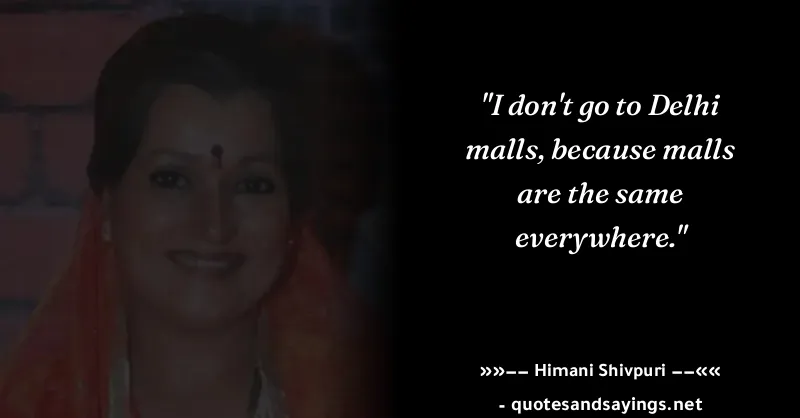 "I don't go to Delhi
malls, because malls
are the same
everywhere."
»»-- Himani Shivpuri --««
- quotesandsayings.net